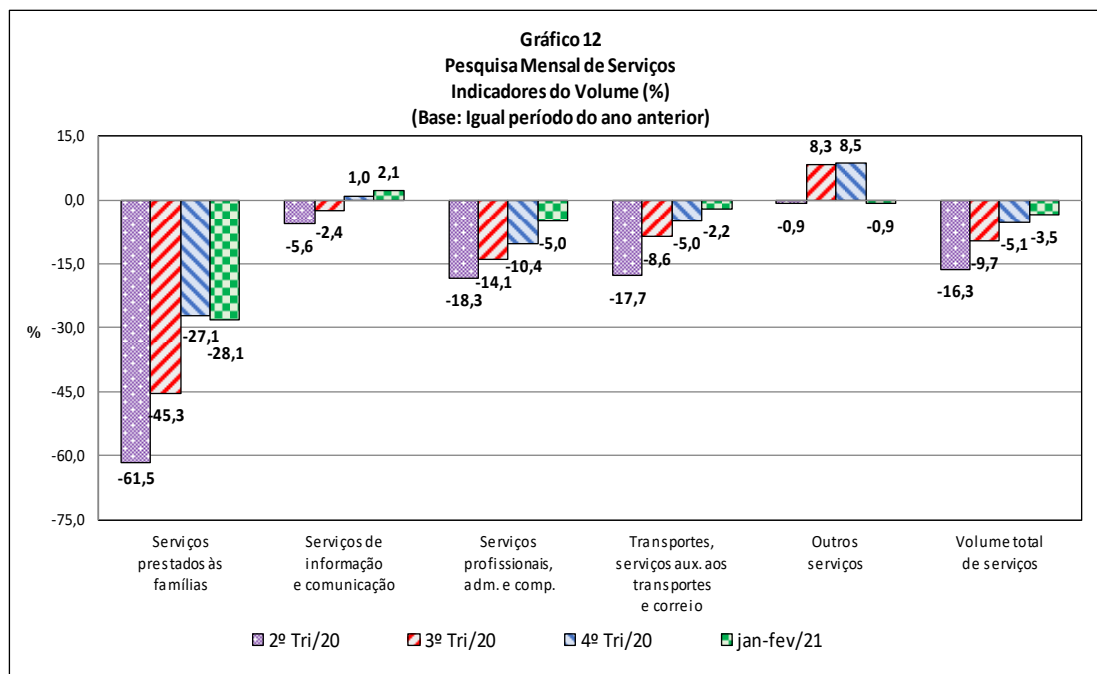 Gráfico 12
Pesquisa Mensal de Serviços
Indicadores do Volume (%)
(Base: Igual período do ano anterior)
15,0
0,0
-15,0
-30,0
-45,0
-60,0
-75,0
%
-61,5
-45,3
-27,1
-28,1
-5,6
-2,4
1,0
2,1
-18,3
-14,1
-10,4
-5,0
-17,7
-8,6
-5,0
-2,2
-0,9
8,3
8,5
-0,9
-16,3
-9,7
-5,1
-3,5
Serviços
prestados às
famílias
Serviços de
informação
e comunicação
Serviços
profissionais,
adm. e comp.
Transportes,
serviços aux. aos
transportes
e correio
Outros
serviços
Volume total
de serviços
2º Tri/20
3º Tri/20
4º Tri/20
jan-fev/21